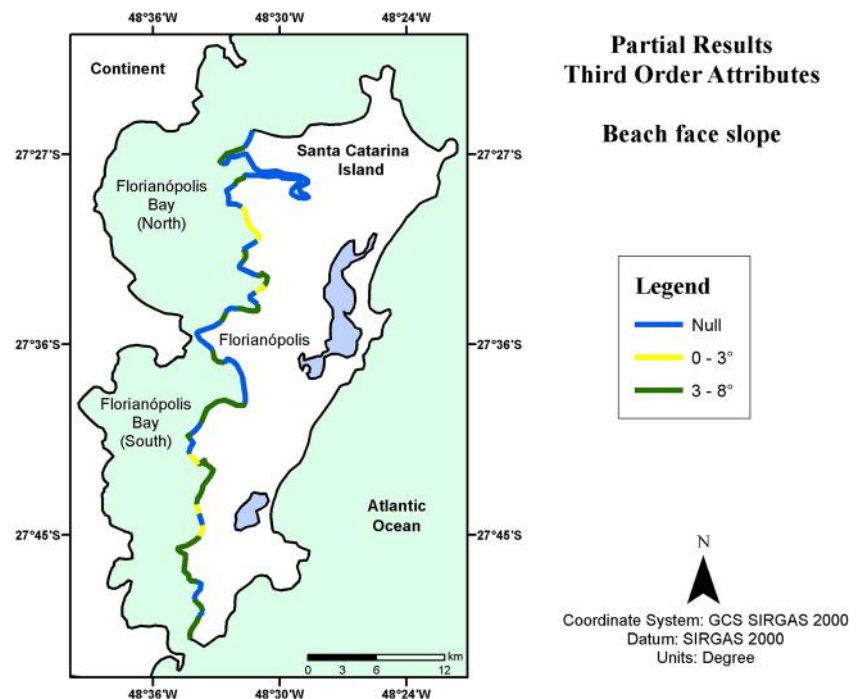 48°36'W 48°30'W 48°24'W
Partial Results
Third Order Attributes
Beach face slope
Continent
27°27'S 27°27'S
Santa Catarina
Island
Florianópolis
Bay
(North)
Legend
Null
0 - 3°
3 - 8°
27°36'S 27°36'S
Florianópolis
Florianópolis
Bay
(South)
Atlantic
Ocean
27°45'S 27°45'S
N
Coordinate System: GCS SIRGAS 2000
Datum: SIRGAS 2000
Units: Degree
km
0 3 6 12
48°36'W 48°30'W 48°24'W